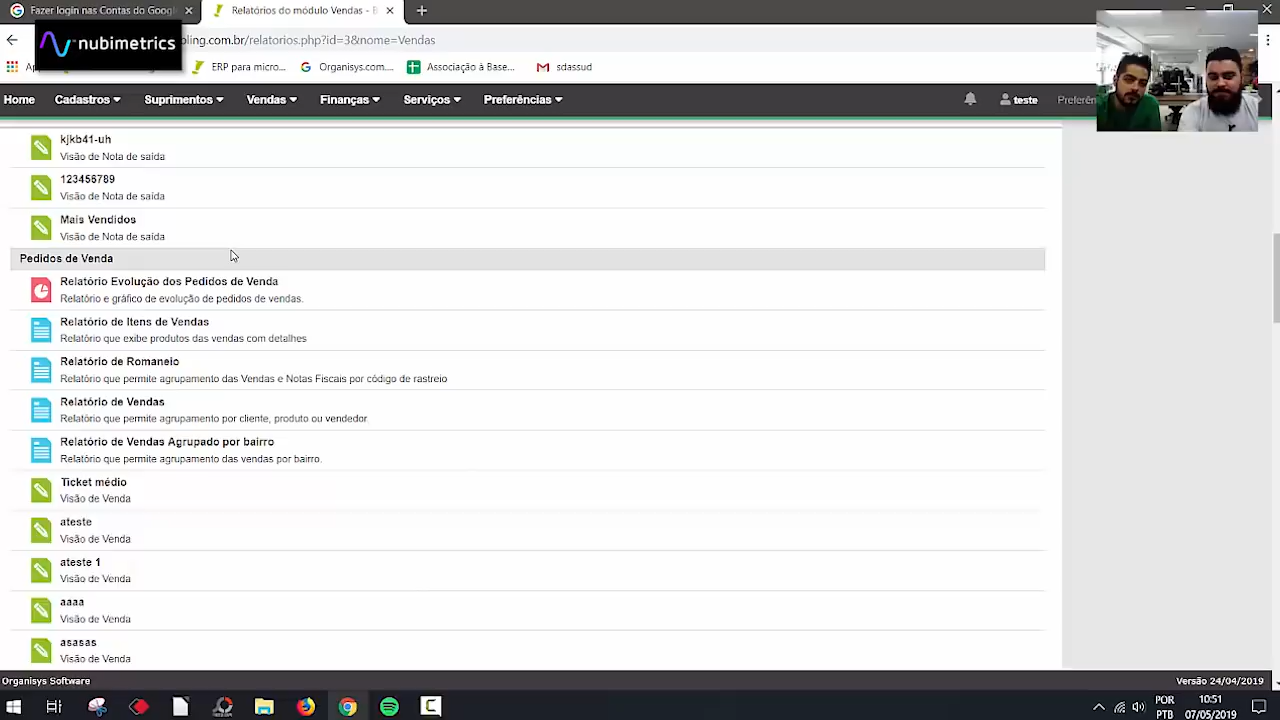 Fazer login nas Contas do Googl
Relatórios do módulo Vendas - B
nubimetrics
pling.com.br/relatorios.php?id=3&nome=Vendas
ERP para micro...
Organisys.com...
sdassud
Home
Cadastros
Suprimentos
Vendas
Finanças
Serviços
Preferências
teste
Preferên
kjkb41-uh
Visão de Nota de saída
123456789
Visão de Nota de saída
Mais Vendidos
Visão de Nota de saída
Pedidos de Venda
Relatório Evolução dos Pedidos de Venda
Relatório e gráfico de evolução de pedidos de vendas.
Relatório de Itens de Vendas
Relatório que exibe produtos das vendas com detalhes
Relatório de Romaneio
Relatório que permite agrupamento das Vendas e Notas Fiscais por código de rastreio
Relatório de Vendas
Relatório que permite agrupamento por cliente, produto ou vendedor
Relatório de Vendas Agrupado por bairro
Relatório que permite agrupamento das vendas por bairro.
Ticket médio
Visão de Venda
ateste
Visão de Venda
ateste 1
Visão de Venda
aaaa
Visão de Venda
asasas
Visão de Venda
Organisys Software
Versão 24/04/2019
POR
PTB
10:51
07/05/2019